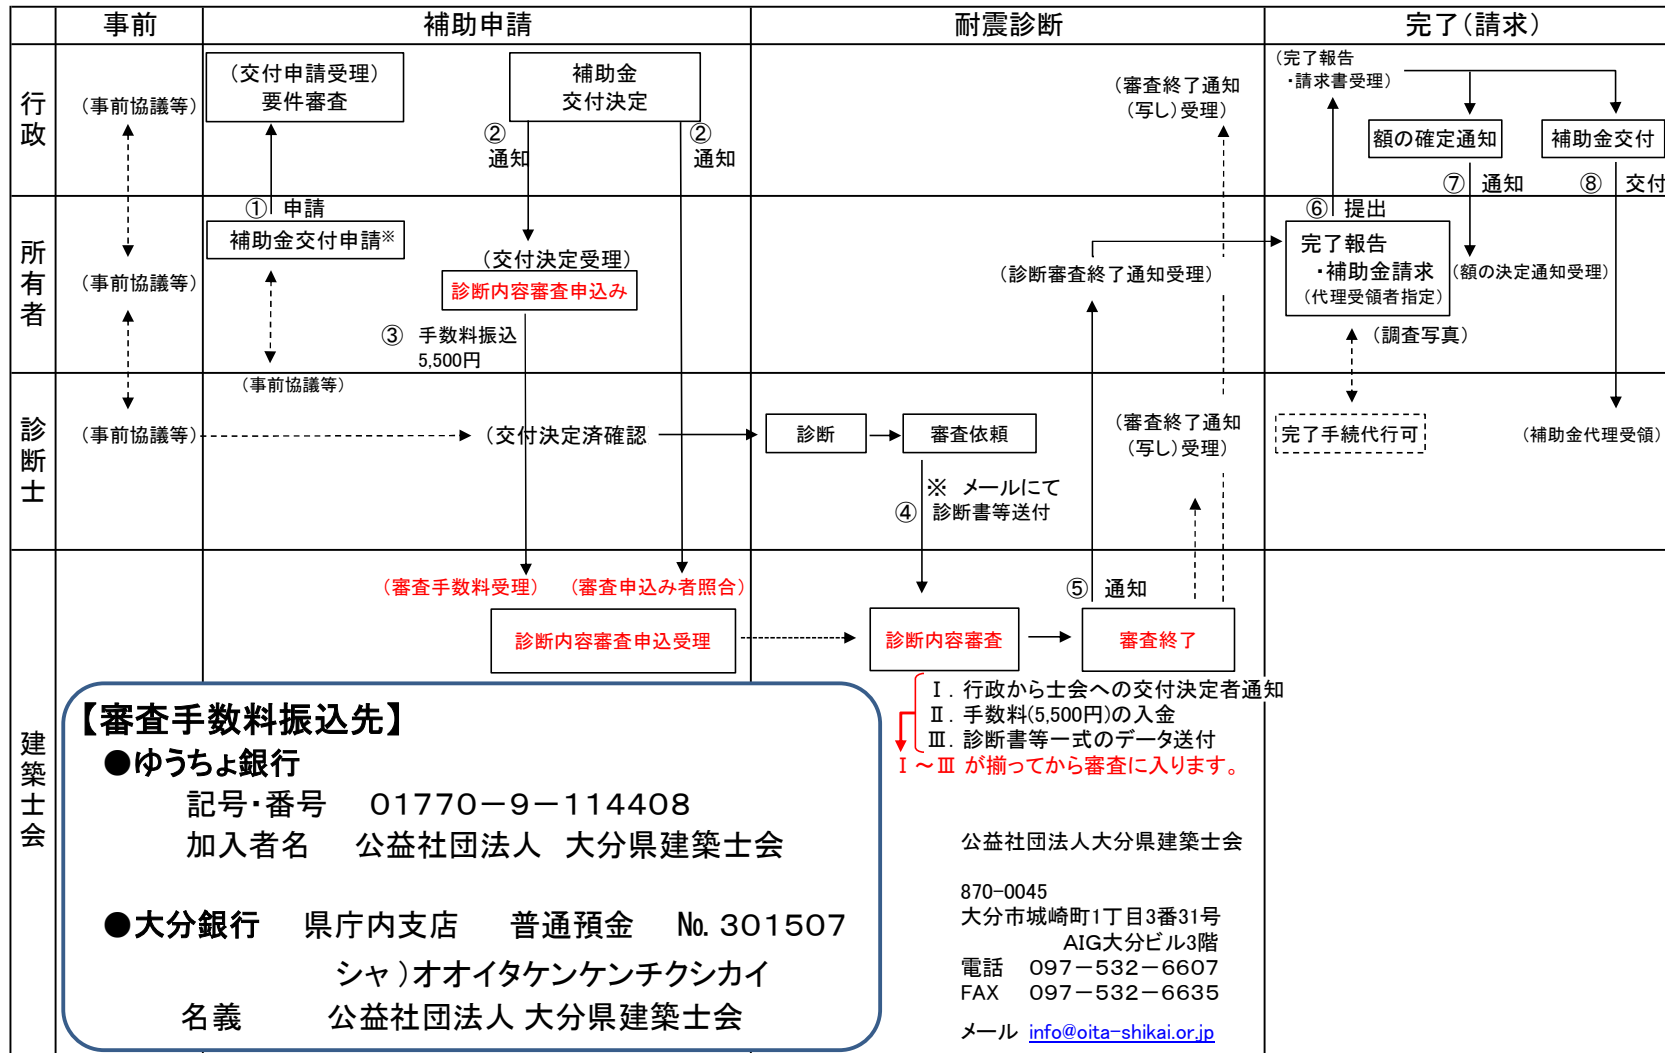 事前
補助申請
耐震診断
完了(請求)
行政
(事前協議等)
(交付申請受理)
要件審査
補助金
交付決定
②
通知
②
通知
(審査終了通知
(写し)受理)
(完了報告
・請求書受理)
額の確定通知
補助金交付
⑦ 通知
⑧ 交付
所有者
(事前協議等)
① 申請
補助金交付申請※
(交付決定受理)
診断内容審査申込み
③ 手数料振込
5,500円
(診断審査終了通知受理)
⑥ 提出
完了報告
・補助金請求
(代理受領者指定)
(額の決定通知受理)
(調査写真)
診断士
(事前協議等)
(事前協議等)
(交付決定済確認
診断
審査依頼
※ メールにて
④ 診断書等送付
(審査終了通知
(写し)受理)
完了手続代行可
(補助金代理受領)
建築士会
(審査手数料受理)
(審査申込み者照合)
診断内容審査申込受理
診断内容審査
⑤ 通知
審査終了
Ⅰ. 行政から士会への交付決定者通知
Ⅱ. 手数料(5,500円)の入金
Ⅲ. 診断書等一式のデータ送付
Ⅰ～Ⅲ が揃ってから審査に入ります。
【審査手数料振込先】
●ゆうちょ銀行
記号・番号 01770－9－114408
加入者名 公益社団法人 大分県建築士会
●大分銀行 県庁内支店 普通預金 №301507
シャ)オオイタケンケンチクシカイ
名義 公益社団法人 大分県建築士会
公益社団法人大分県建築士会
870-0045
大分市城崎町1丁目3番31号
AIG大分ビル3階
電話 097－532－6607
FAX 097－532－6635
メール info@oita-shikai.or.jp